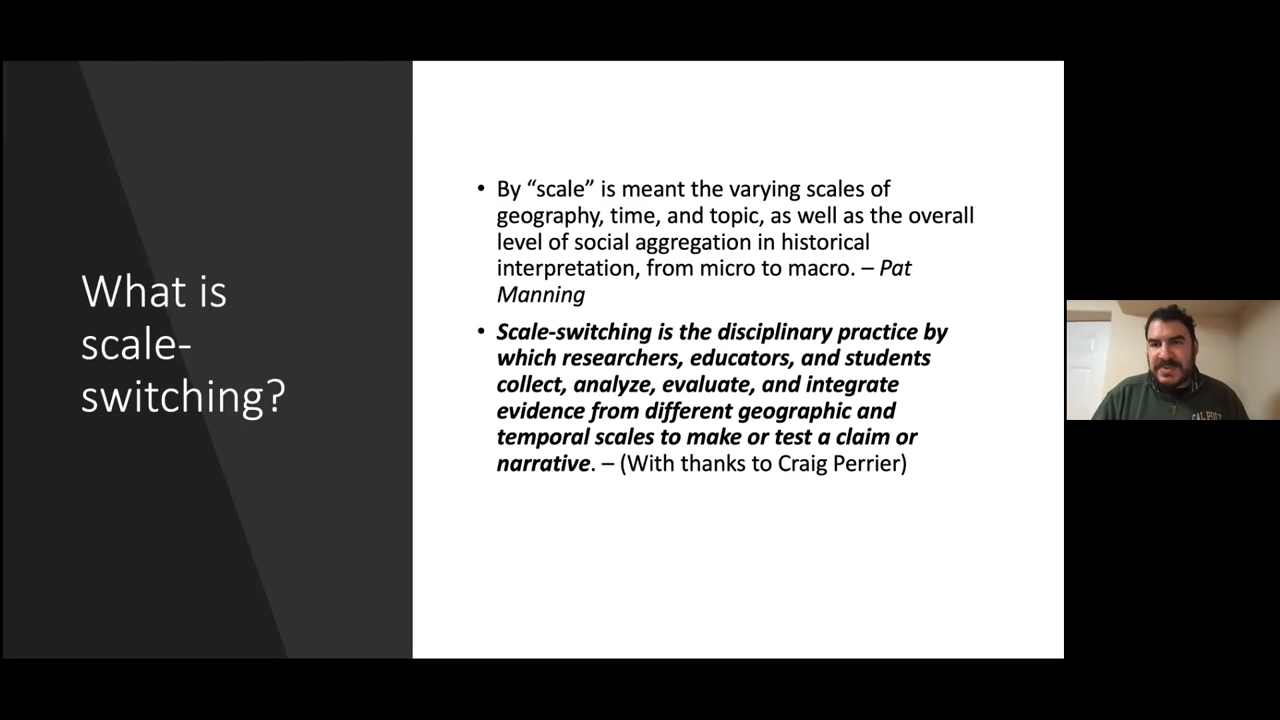 What is
scale-
switching?
• By “scale” is meant the varying scales of
geography, time, and topic, as well as the overall
level of social aggregation in historical
interpretation, from micro to macro. – Pat
Manning
• Scale-switching is the disciplinary practice by
which researchers, educators, and students
collect, analyze, evaluate, and integrate
evidence from different geographic and
temporal scales to make or test a claim or
narrative. – (With thanks to Craig Perrier)
CAL POLY